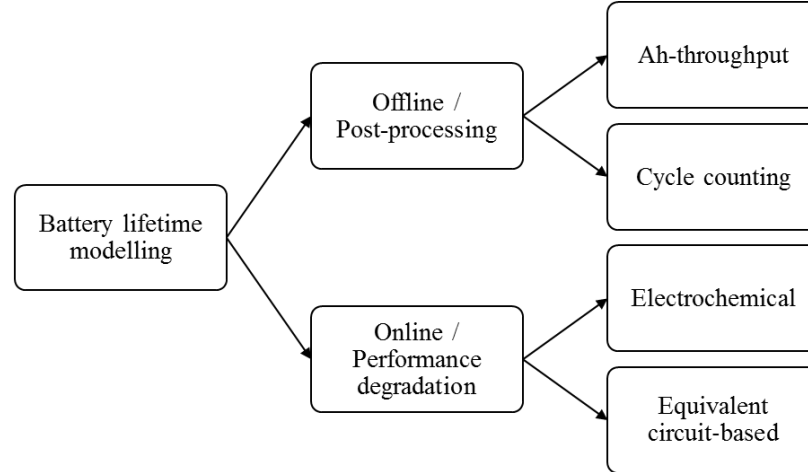 Battery lifetime
modelling
Offline /
Post-processing
Online /
Performance
degradation
Ah-throughput
Cycle counting
Electrochemical
Equivalent
circuit-based